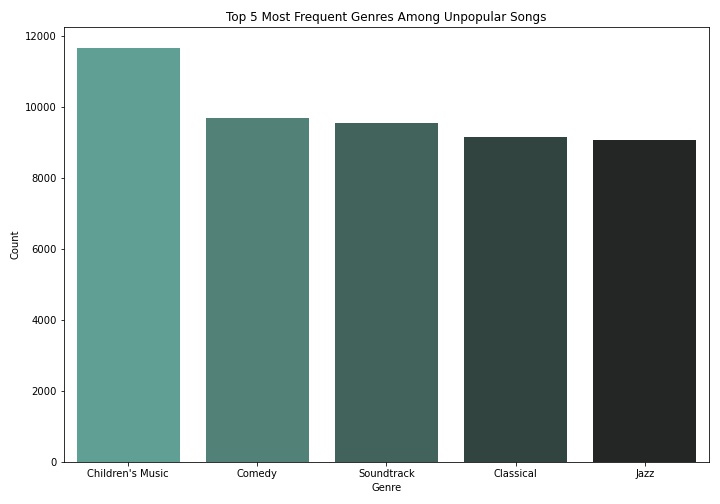 Top 5 Most Frequent Genres Among Unpopular Songs
12000
10000
8000
6000
4000
2000
0
Count
Children's Music
Comedy
Soundtrack
Classical
Jazz
Genre